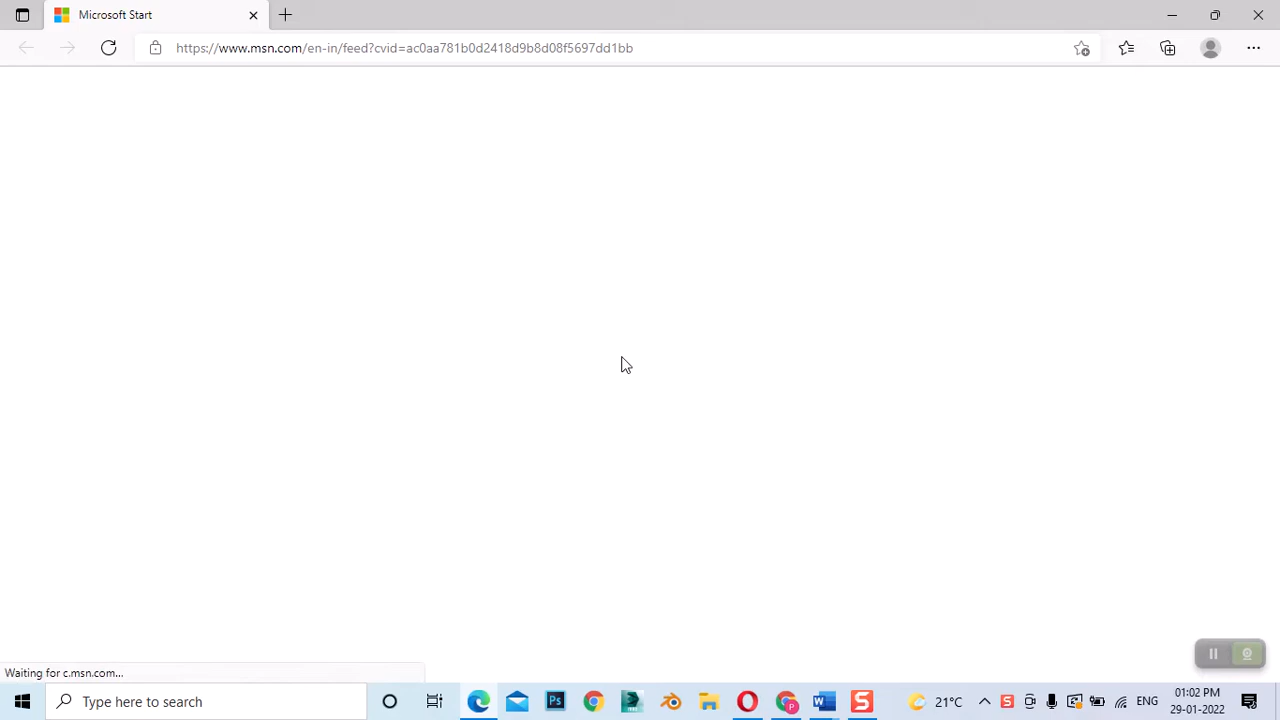 Microsoft Start
https://www.msn.com/en-in/feed?cvid=ac0aa781b0d2418d9b8d08f5697dd1bb
Waiting for c.msn.com...
Type here to search
Ps
P
W
S
21°C
S
ENG
01:02 PM
29-01-2022